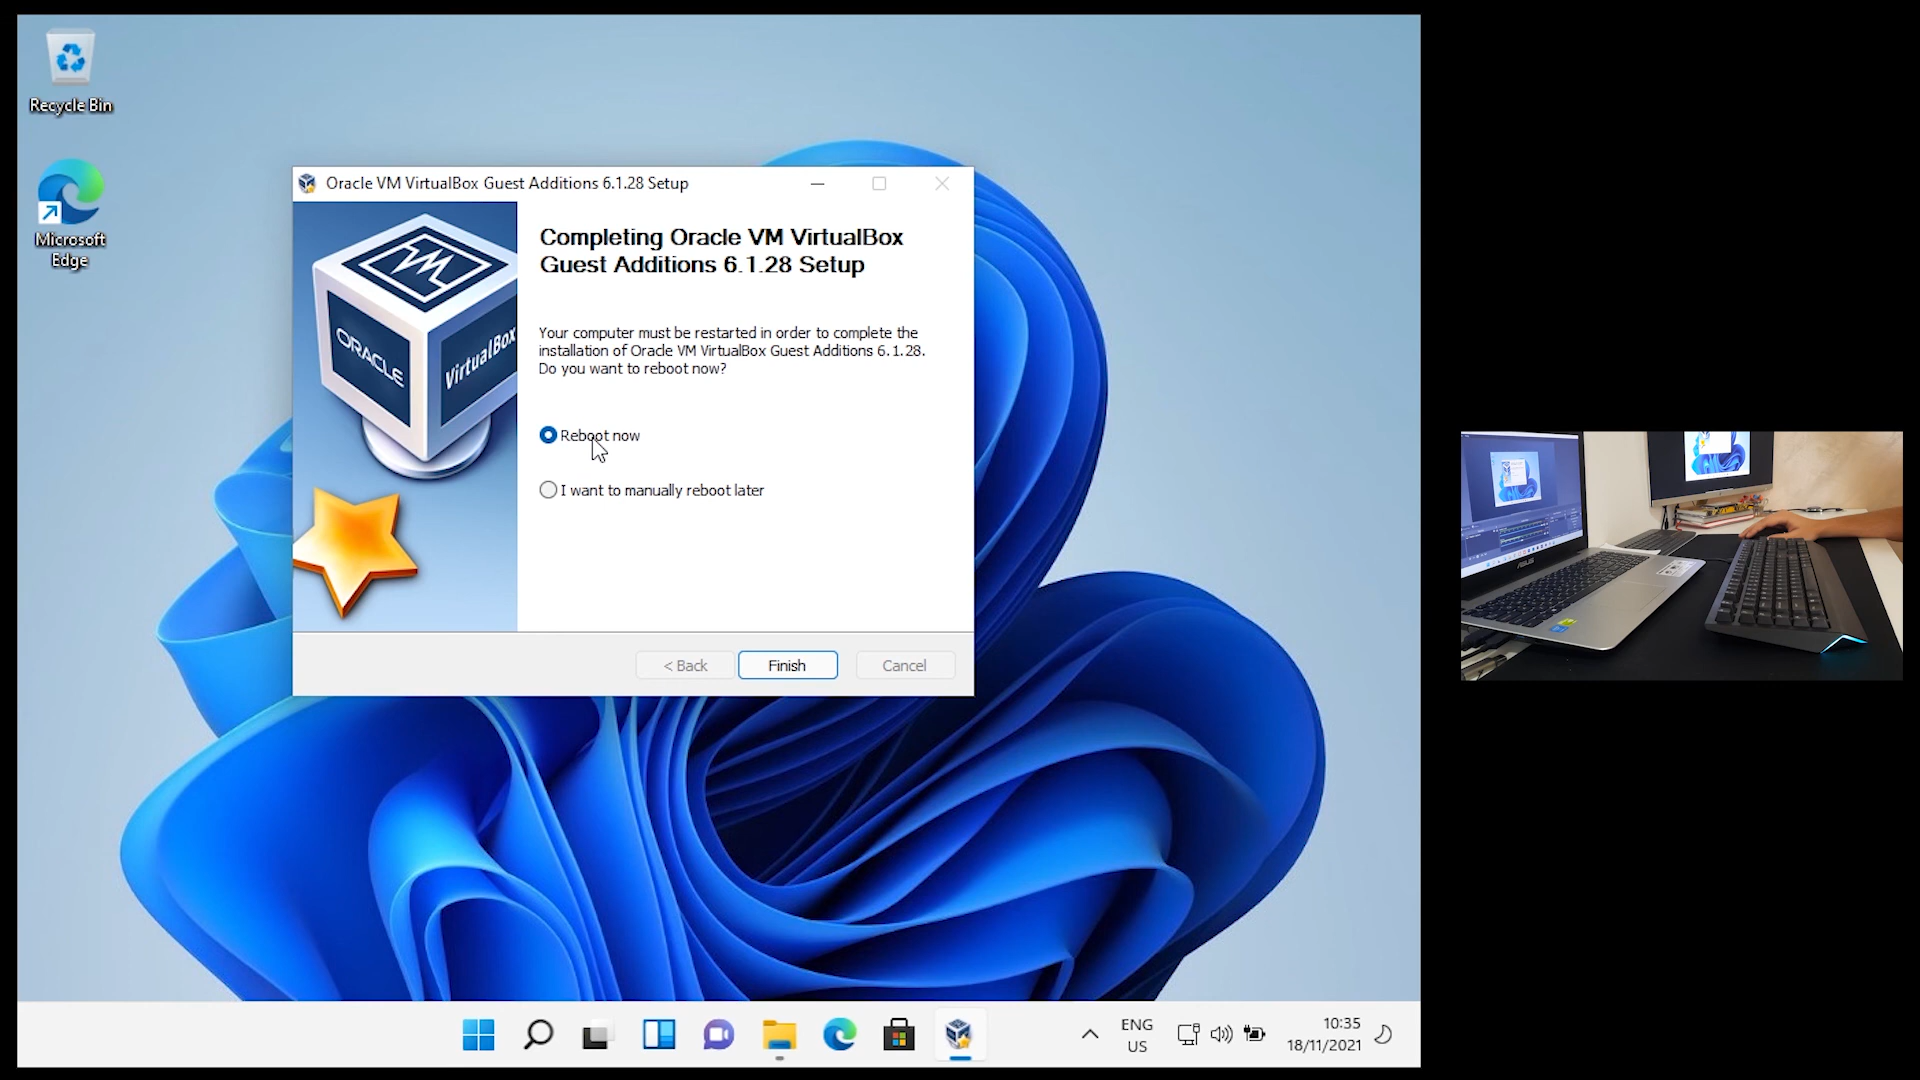 Recycle Bin
Microsoft
Edge
Oracle VM VirtualBox Guest Additions 6.1.28 Setup
ORACLE
VirtualBox
Completing Oracle VM VirtualBox
Guest Additions 6.1.28 Setup
Your computer must be restarted in order to complete the
installation of Oracle VM VirtualBox Guest Additions 6.1.28.
Do you want to reboot now?
Reboot now
I want to manually reboot later
< Back
Finish
Cancel
ENG
US
10:35
18/11/2021
ASUS